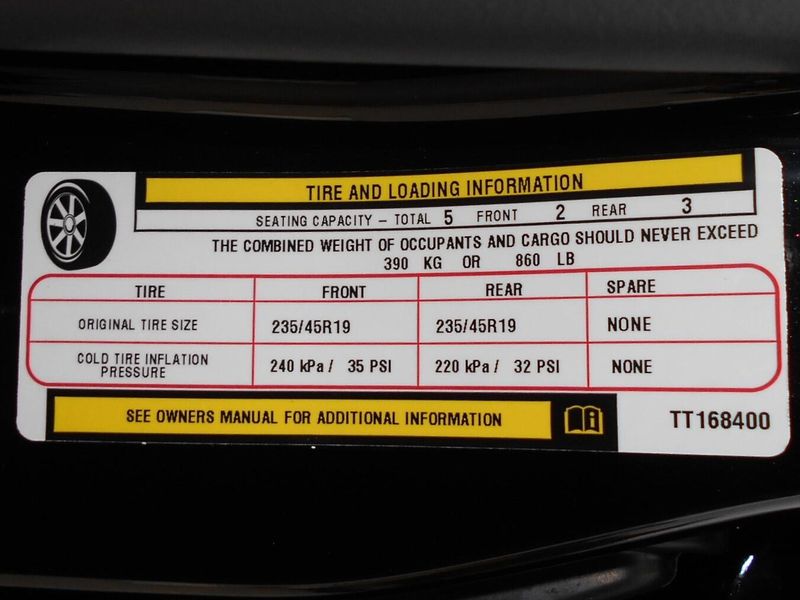 TIRE AND LOADING INFORMATION
SEATING CAPACITY – TOTAL 5 FRONT 2 REAR 3
THE COMBINED WEIGHT OF OCCUPANTS AND CARGO SHOULD NEVER EXCEED
390 KG OR 860 LB
TIRE FRONT REAR SPARE
ORIGINAL TIRE SIZE 235/45R19 235/45R19 NONE
COLD TIRE INFLATION
PRESSURE 240 kPa / 35 PSI 220 kPa / 32 PSI NONE
SEE OWNERS MANUAL FOR ADDITIONAL INFORMATION TT168400